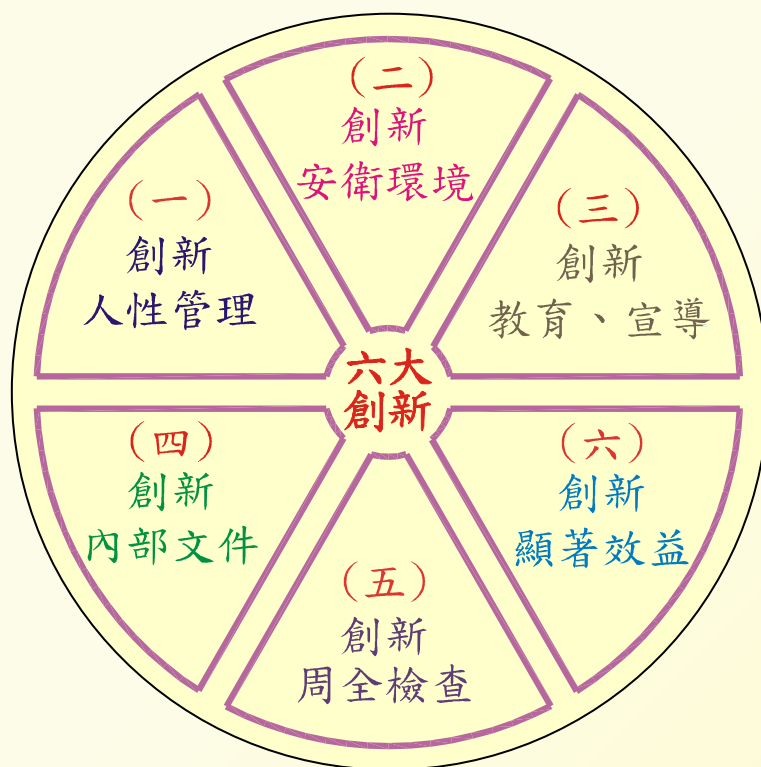 （一）
創新
人性管理
（二）
創新
安衛環境
（三）
創新
教育、宣導
六大
創新
（四）
創新
內部文件
（五）
創新
周全檢查
（六）
創新
顯著效益